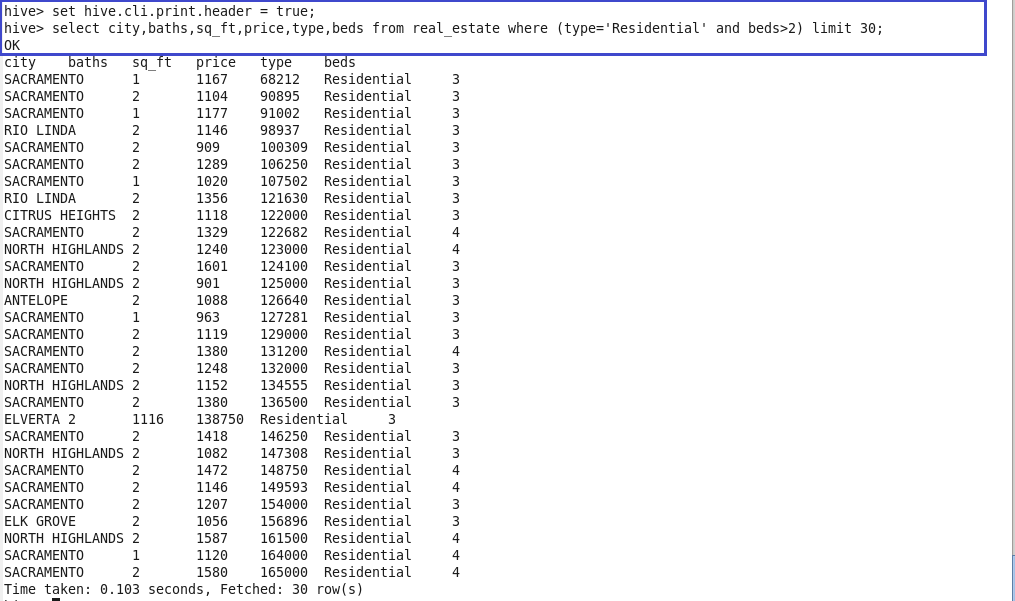 hive> set hive.cli.print.header = true;
hive> select city,baths,sq_ft,price,type,beds from real_estate where (type='Residential' and beds>2) limit 30;
OK
city    baths   sq_ft   price   type    beds
SACRAMENTO      1       1167    68212   Residential     3
SACRAMENTO      2       1104    90895   Residential     3
SACRAMENTO      1       1177    91002   Residential     3
RIO LINDA       2       1146    98937   Residential     3
SACRAMENTO      2       909     100309  Residential     3
SACRAMENTO      2       1289    106250  Residential     3
SACRAMENTO      1       1020    107502  Residential     3
RIO LINDA       2       1356    121630  Residential     3
CITRUS HEIGHTS  2       1118    122000  Residential     3
SACRAMENTO      2       1329    122682  Residential     4
NORTH HIGHLANDS 2       1240    123000  Residential     4
SACRAMENTO      2       1601    124100  Residential     3
NORTH HIGHLANDS 2       901     125000  Residential     3
ANTELOPE        2       1088    126640  Residential     3
SACRAMENTO      1       963     127281  Residential     3
SACRAMENTO      2       1119    129000  Residential     3
SACRAMENTO      2       1380    131200  Residential     4
SACRAMENTO      2       1248    132000  Residential     3
NORTH HIGHLANDS 2       1152    134555  Residential     3
SACRAMENTO      2       1380    136500  Residential     3
ELVERTA 2       1116    138750  Residential     3
SACRAMENTO      2       1418    146250  Residential     3
NORTH HIGHLANDS 2       1082    147308  Residential     3
SACRAMENTO      2       1472    148750  Residential     4
SACRAMENTO      2       1146    149593  Residential     4
SACRAMENTO      2       1207    154000  Residential     3
ELK GROVE       2       1056    156896  Residential     3
NORTH HIGHLANDS 2       1587    161500  Residential     4
SACRAMENTO      1       1120    164000  Residential     4
SACRAMENTO      2       1580    165000  Residential     4
Time taken: 0.103 seconds, Fetched: 30 row(s)